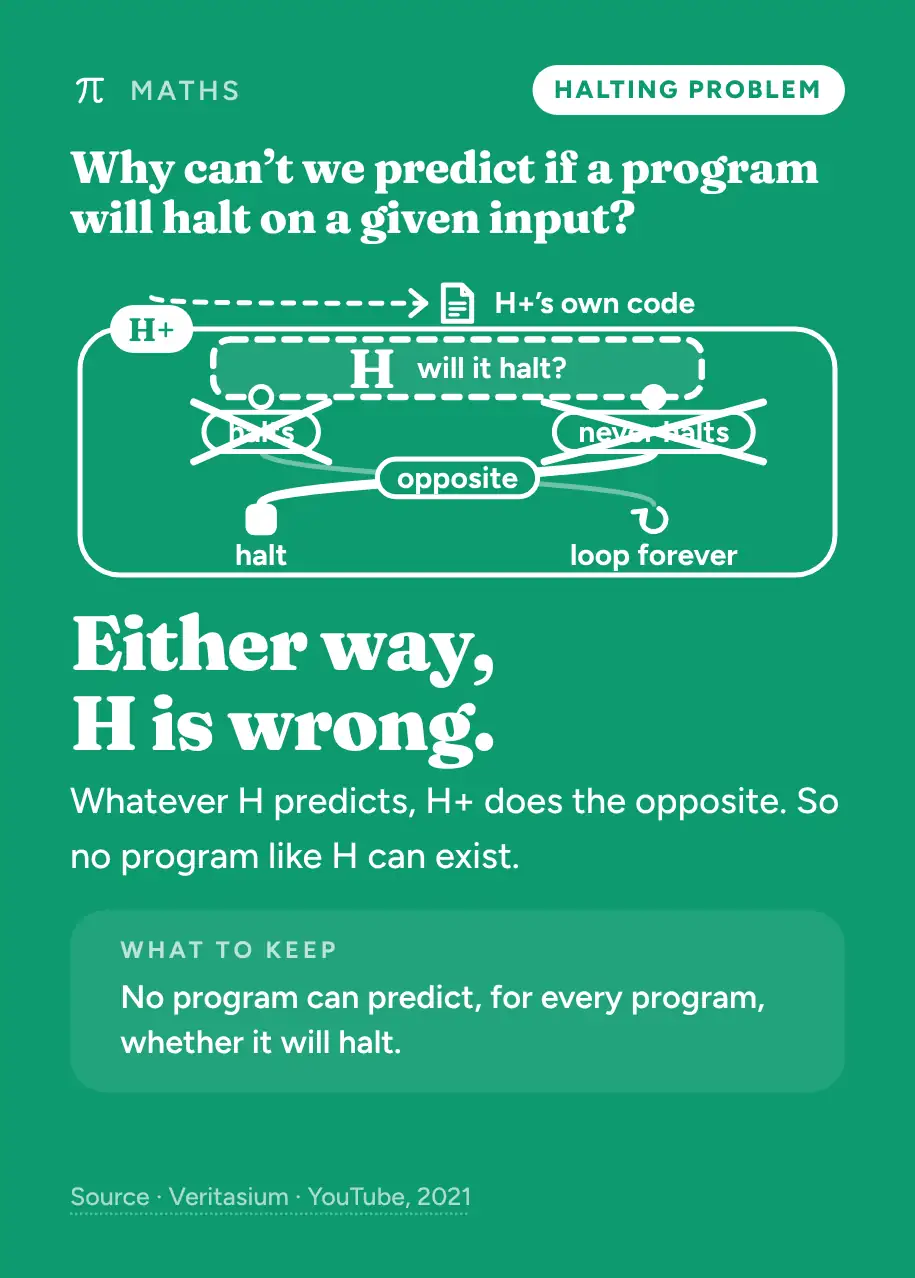 π MATHS
HALTING PROBLEM
Why can’t we predict if a program
will halt on a given input?
H+’s own code
H+
H will it halt?
halts
never halts
opposite
halt
loop forever
Either way,
H is wrong.
Whatever H predicts, H+ does the opposite. So
no program like H can exist.
WHAT TO KEEP
No program can predict, for every program,
whether it will halt.
Source · Veritasium · YouTube, 2021